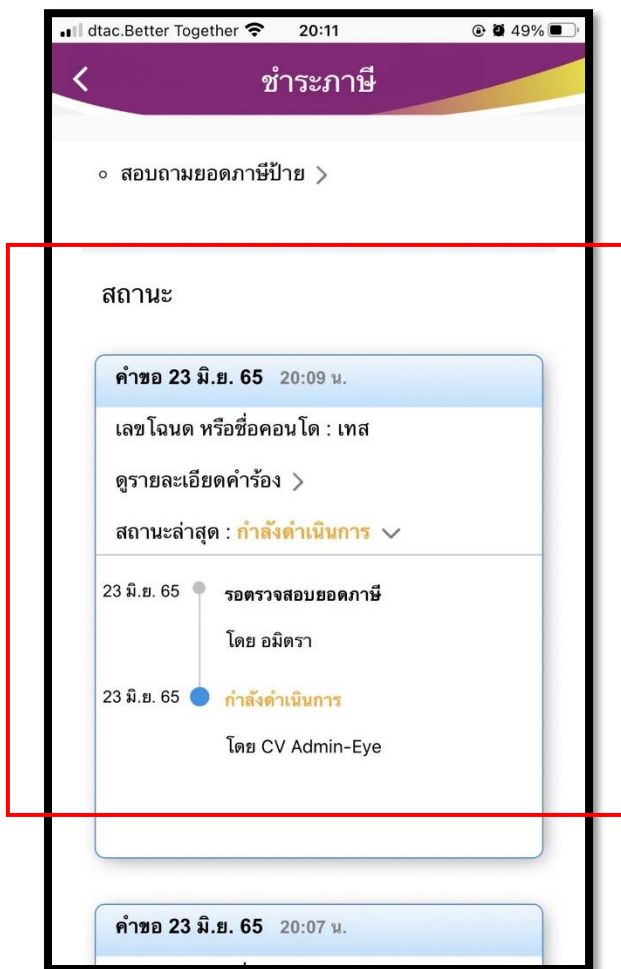 dtac.Better Together 20:11 49%
ชำระภาษี
สอบถามยอดภาษีป้าย
สถานะ
คำขอ 23 มิ.ย. 65 20:09 น.
เลขโฉนด หรือชื่อคอนโด : เทส
ดูรายละเอียดคำร้อง
สถานะล่าสุด : กำลังดำเนินการ
23 มิ.ย. 65 รอตรวจสอบยอดภาษี
โดย อมิตรา
23 มิ.ย. 65 กำลังดำเนินการ
โดย CV Admin-Eye
คำขอ 23 มิ.ย. 65 20:07 น.